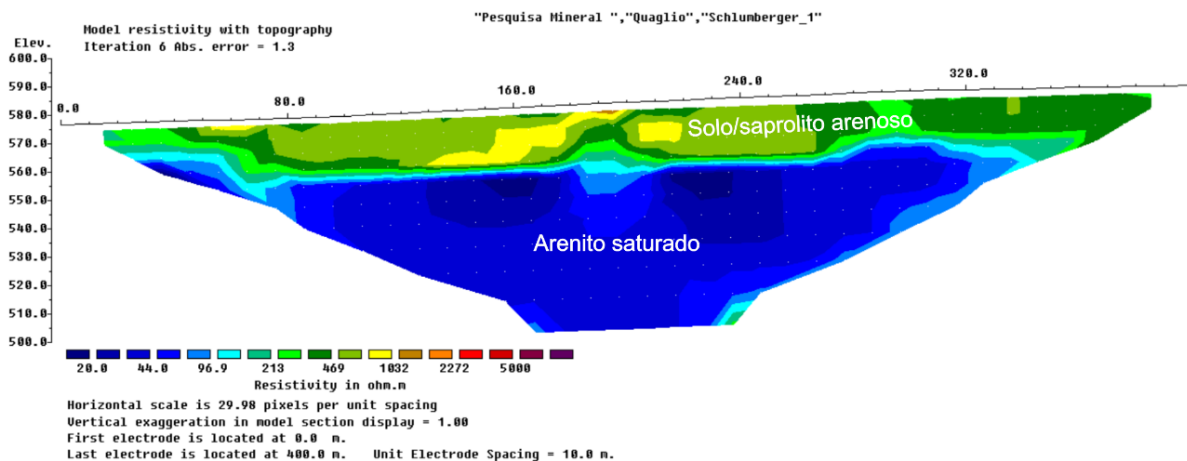 "Pesquisa Mineral ","Quaglio","Schlumberger_1"
Model resistivity with topography
Iteration 6 Abs. error = 1.3
Elev.
600.0
590.0
580.0
570.0
560.0
550.0
540.0
530.0
520.0
510.0
500.0
0.0 80.0 160.0 240.0 320.0
Solo/saprolito arenoso
Arenito saturado
20.0 44.0 96.9 213 469 1032 2272 5000
Resistivity in ohm.m
Horizontal scale is 29.98 pixels per unit spacing
Vertical exaggeration in model section display = 1.00
First electrode is located at 0.0 m.
Last electrode is located at 400.0 m. Unit Electrode Spacing = 10.0 m.